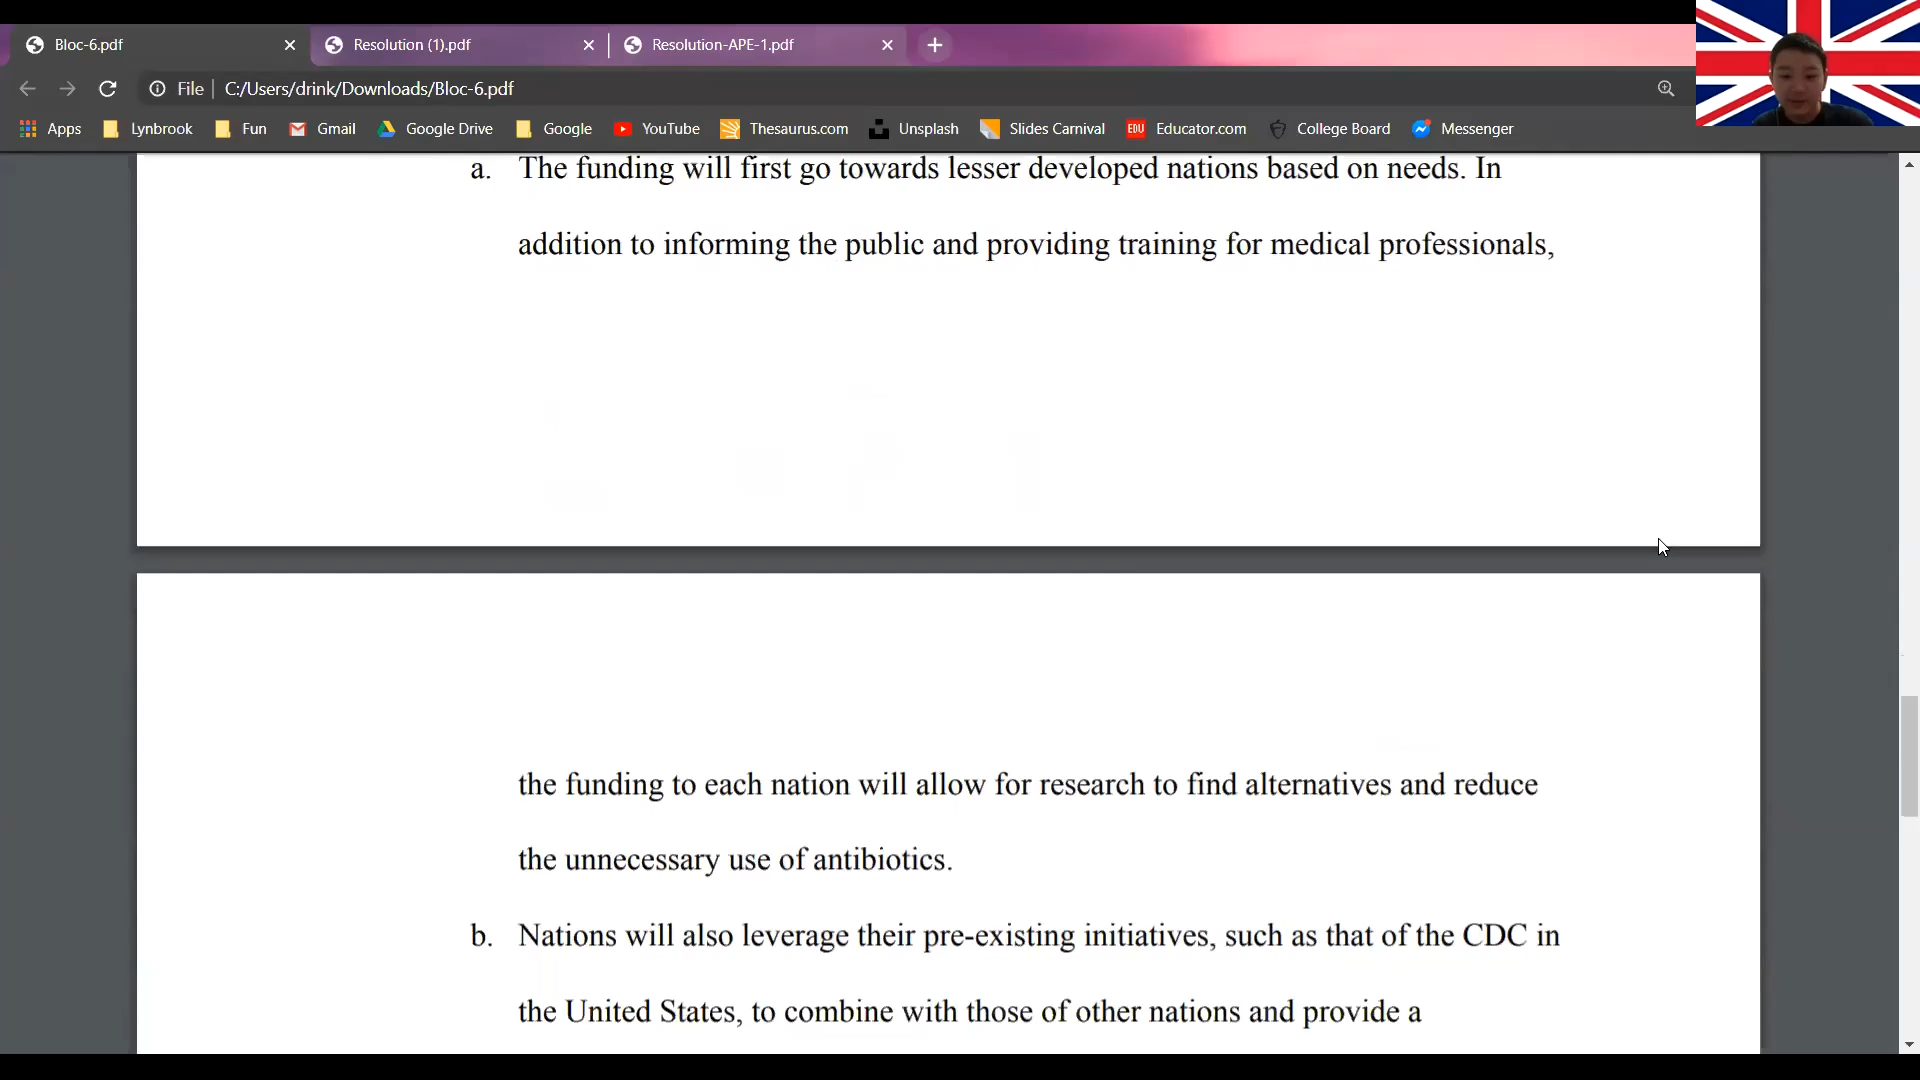 Bloc-6.pdf
Resolution (1).pdf
Resolution-APE-1.pdf
File
C:/Users/drink/Downloads/Bloc-6.pdf
Apps
Lynbrook
Fun
Gmail
Google Drive
Google
YouTube
Thesaurus.com
Unsplash
Slides Carnival
EDU
Educator.com
College Board
Messenger
a. The funding will first go towards lesser developed nations based on needs. In
addition to informing the public and providing training for medical professionals,
the funding to each nation will allow for research to find alternatives and reduce
the unnecessary use of antibiotics.
b. Nations will also leverage their pre-existing initiatives, such as that of the CDC in
the United States, to combine with those of other nations and provide a